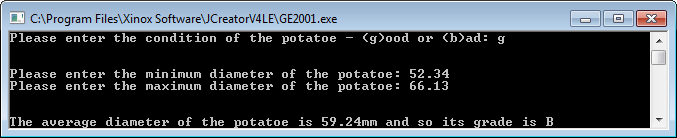 C:\Program Files\Xinox Software\JCreatorV4LE\GE2001.exe
Please enter the condition of the potatoe - (g)ood or (b)ad: g
Please enter the minimum diameter of the potatoe: 52.34
Please enter the maximum diameter of the potatoe: 66.13
The average diameter of the potatoe is 59.24mm and so its grade is B